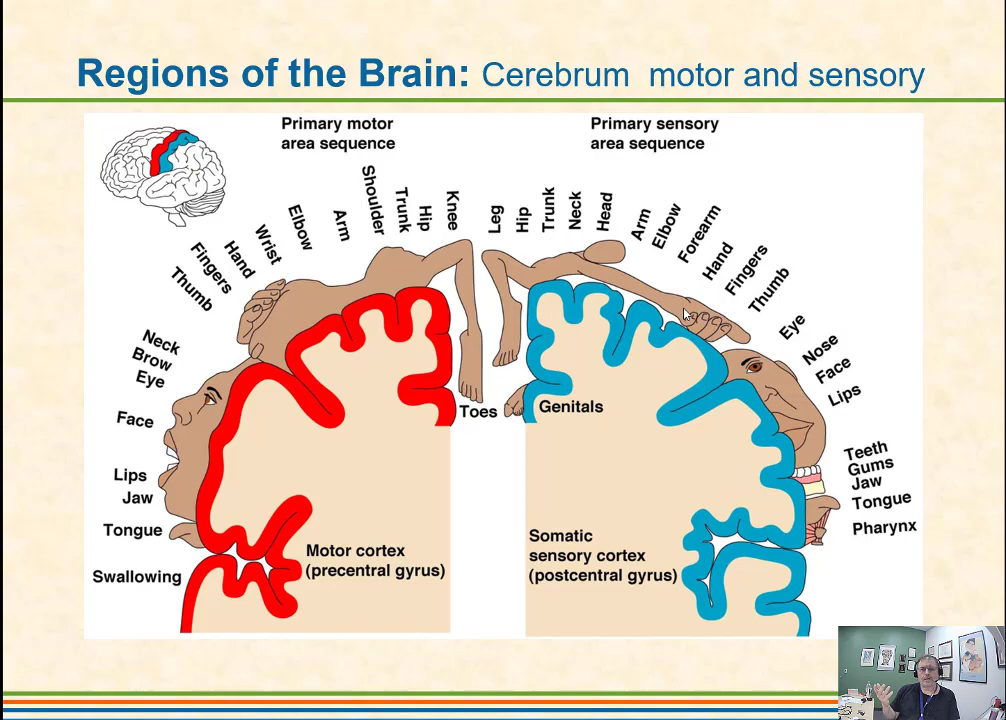 Regions of the Brain: Cerebrum motor and sensory
Primary motor
area sequence
Primary sensory
area sequence
Thumb
Fingers
Hand
Wrist
Elbow
Arm
Shoulder
Trunk
Hip
Knee
Leg
Hip
Trunk
Neck
Head
Arm
Elbow
Forearm
Hand
Fingers
Thumb
Neck
Brow
Eye
Face
Lips
Jaw
Tongue
Swallowing
Eye
Nose
Face
Lips
Teeth
Gums
Jaw
Tongue
Pharynx
Toes
Genitals
Motor cortex
(precentral gyrus)
Somatic
sensory cortex
(postcentral gyrus)